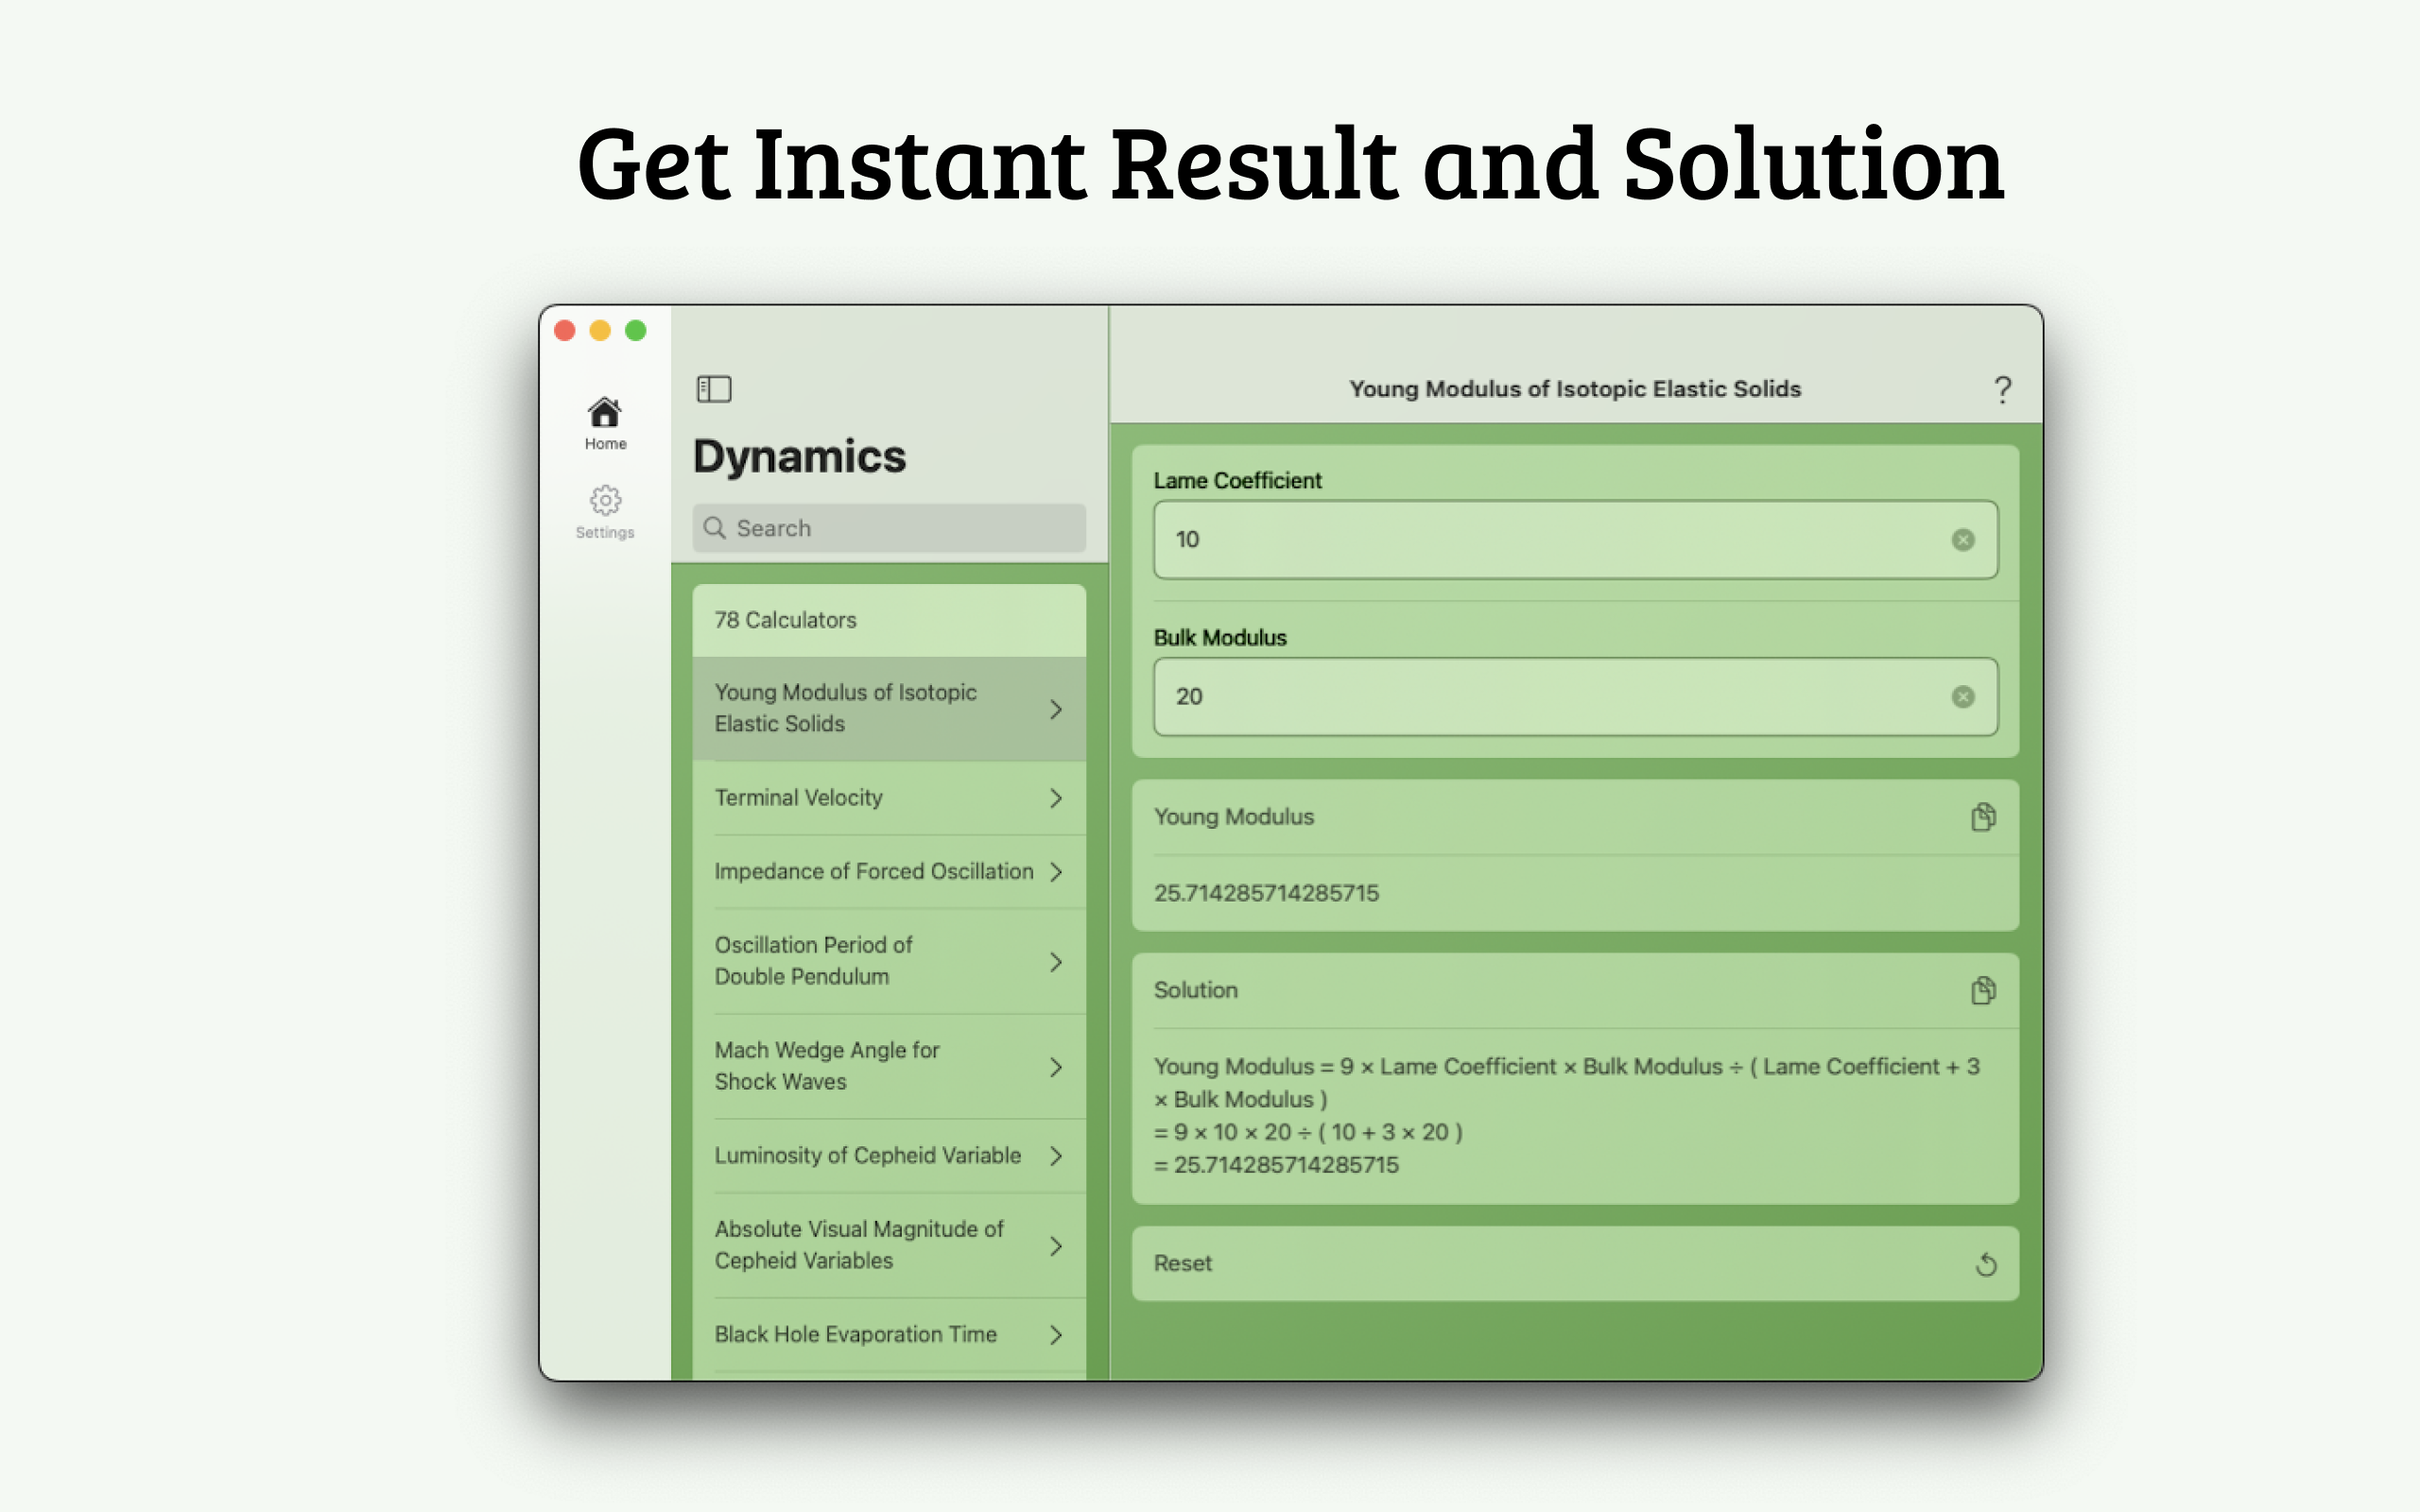 Get Instant Result and Solution
Home
Settings
Dynamics
Search
78 Calculators
Young Modulus of Isotopic
Elastic Solids
Terminal Velocity
Impedance of Forced Oscillation
Oscillation Period of
Double Pendulum
Mach Wedge Angle for
Shock Waves
Luminosity of Cepheid Variable
Absolute Visual Magnitude of
Cepheid Variables
Black Hole Evaporation Time
Young Modulus of Isotopic Elastic Solids
?
Lame Coefficient
10
Bulk Modulus
20
Young Modulus
25.714285714285715
Solution
Young Modulus = 9 × Lame Coefficient × Bulk Modulus ÷ ( Lame Coefficient + 3
× Bulk Modulus )
= 9 × 10 × 20 ÷ ( 10 + 3 × 20 )
= 25.714285714285715
Reset